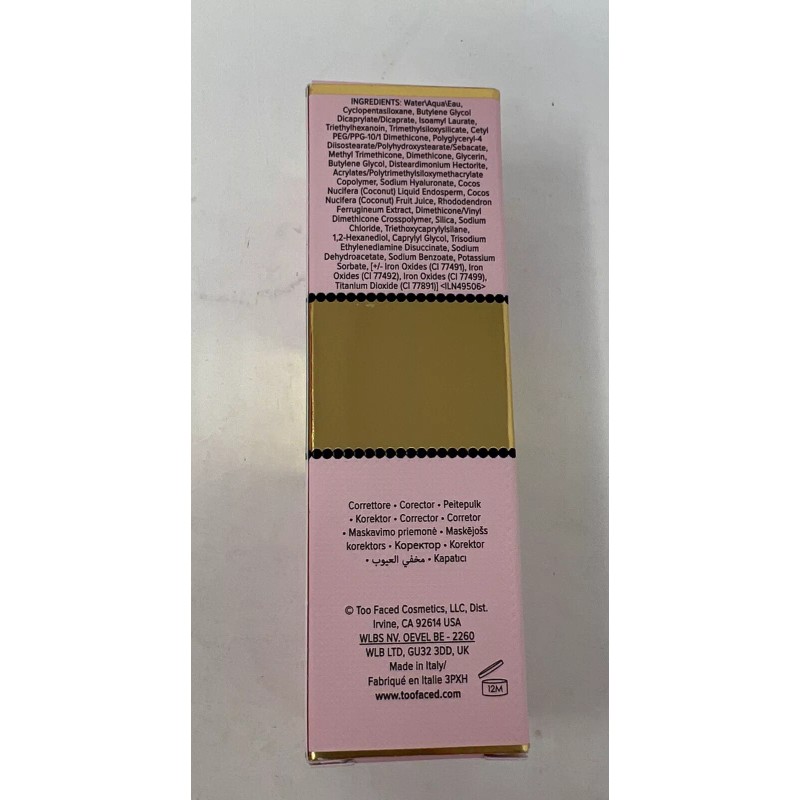 INGREDIENTS: Water\Aqua\Eau,
Cyclopentasiloxane, Butylene Glycol
Dicaprylate/Dicaprate, Isoamyl Laurate,
Triethylhexanoin, Trimethylsiloxysilicate, Cetyl
PEG/PPG-10/1 Dimethicone, Polyglyceryl-4
Diisostearate/Polyhydroxystearate/Sebacate,
Methyl Trimethicone, Dimethicone, Glycerin,
Butylene Glycol, Disteardimonium Hectorite,
Acrylates/Polytrimethylsiloxymethacrylate
Copolymer, Sodium Hyaluronate, Cocos
Nucifera (Coconut) Liquid Endosperm, Cocos
Nucifera (Coconut) Fruit Juice, Rhododendron
Ferrugineum Extract, Dimethicone/Vinyl
Dimethicone Crosspolymer, Silica, Sodium
Chloride, Triethoxycaprylylsilane,
1,2-Hexanediol, Caprylyl Glycol, Trisodium
Ethylenediamine Disuccinate, Sodium
Dehydroacetate, Sodium Benzoate, Potassium
Sorbate, [+/- Iron Oxides (CI 77491), Iron
Oxides (CI 77492), Iron Oxides (CI 77499),
Titanium Dioxide (CI 77891)] <ILN49506>
Correttore • Corector • Peitepuik
• Korektor • Corrector • Corretor
• Maskavimo priemonė • Maskējošs
korektors • Коректор • Korektor
• مخفي العيوب • Kapatıcı
© Too Faced Cosmetics, LLC, Dist.
Irvine, CA 92614 USA
WLBS NV. OEVEL BE - 2260
WLB LTD, GU32 3DD, UK
Made in Italy/
Fabriqué en Italie 3PXH
www.toofaced.com
12M